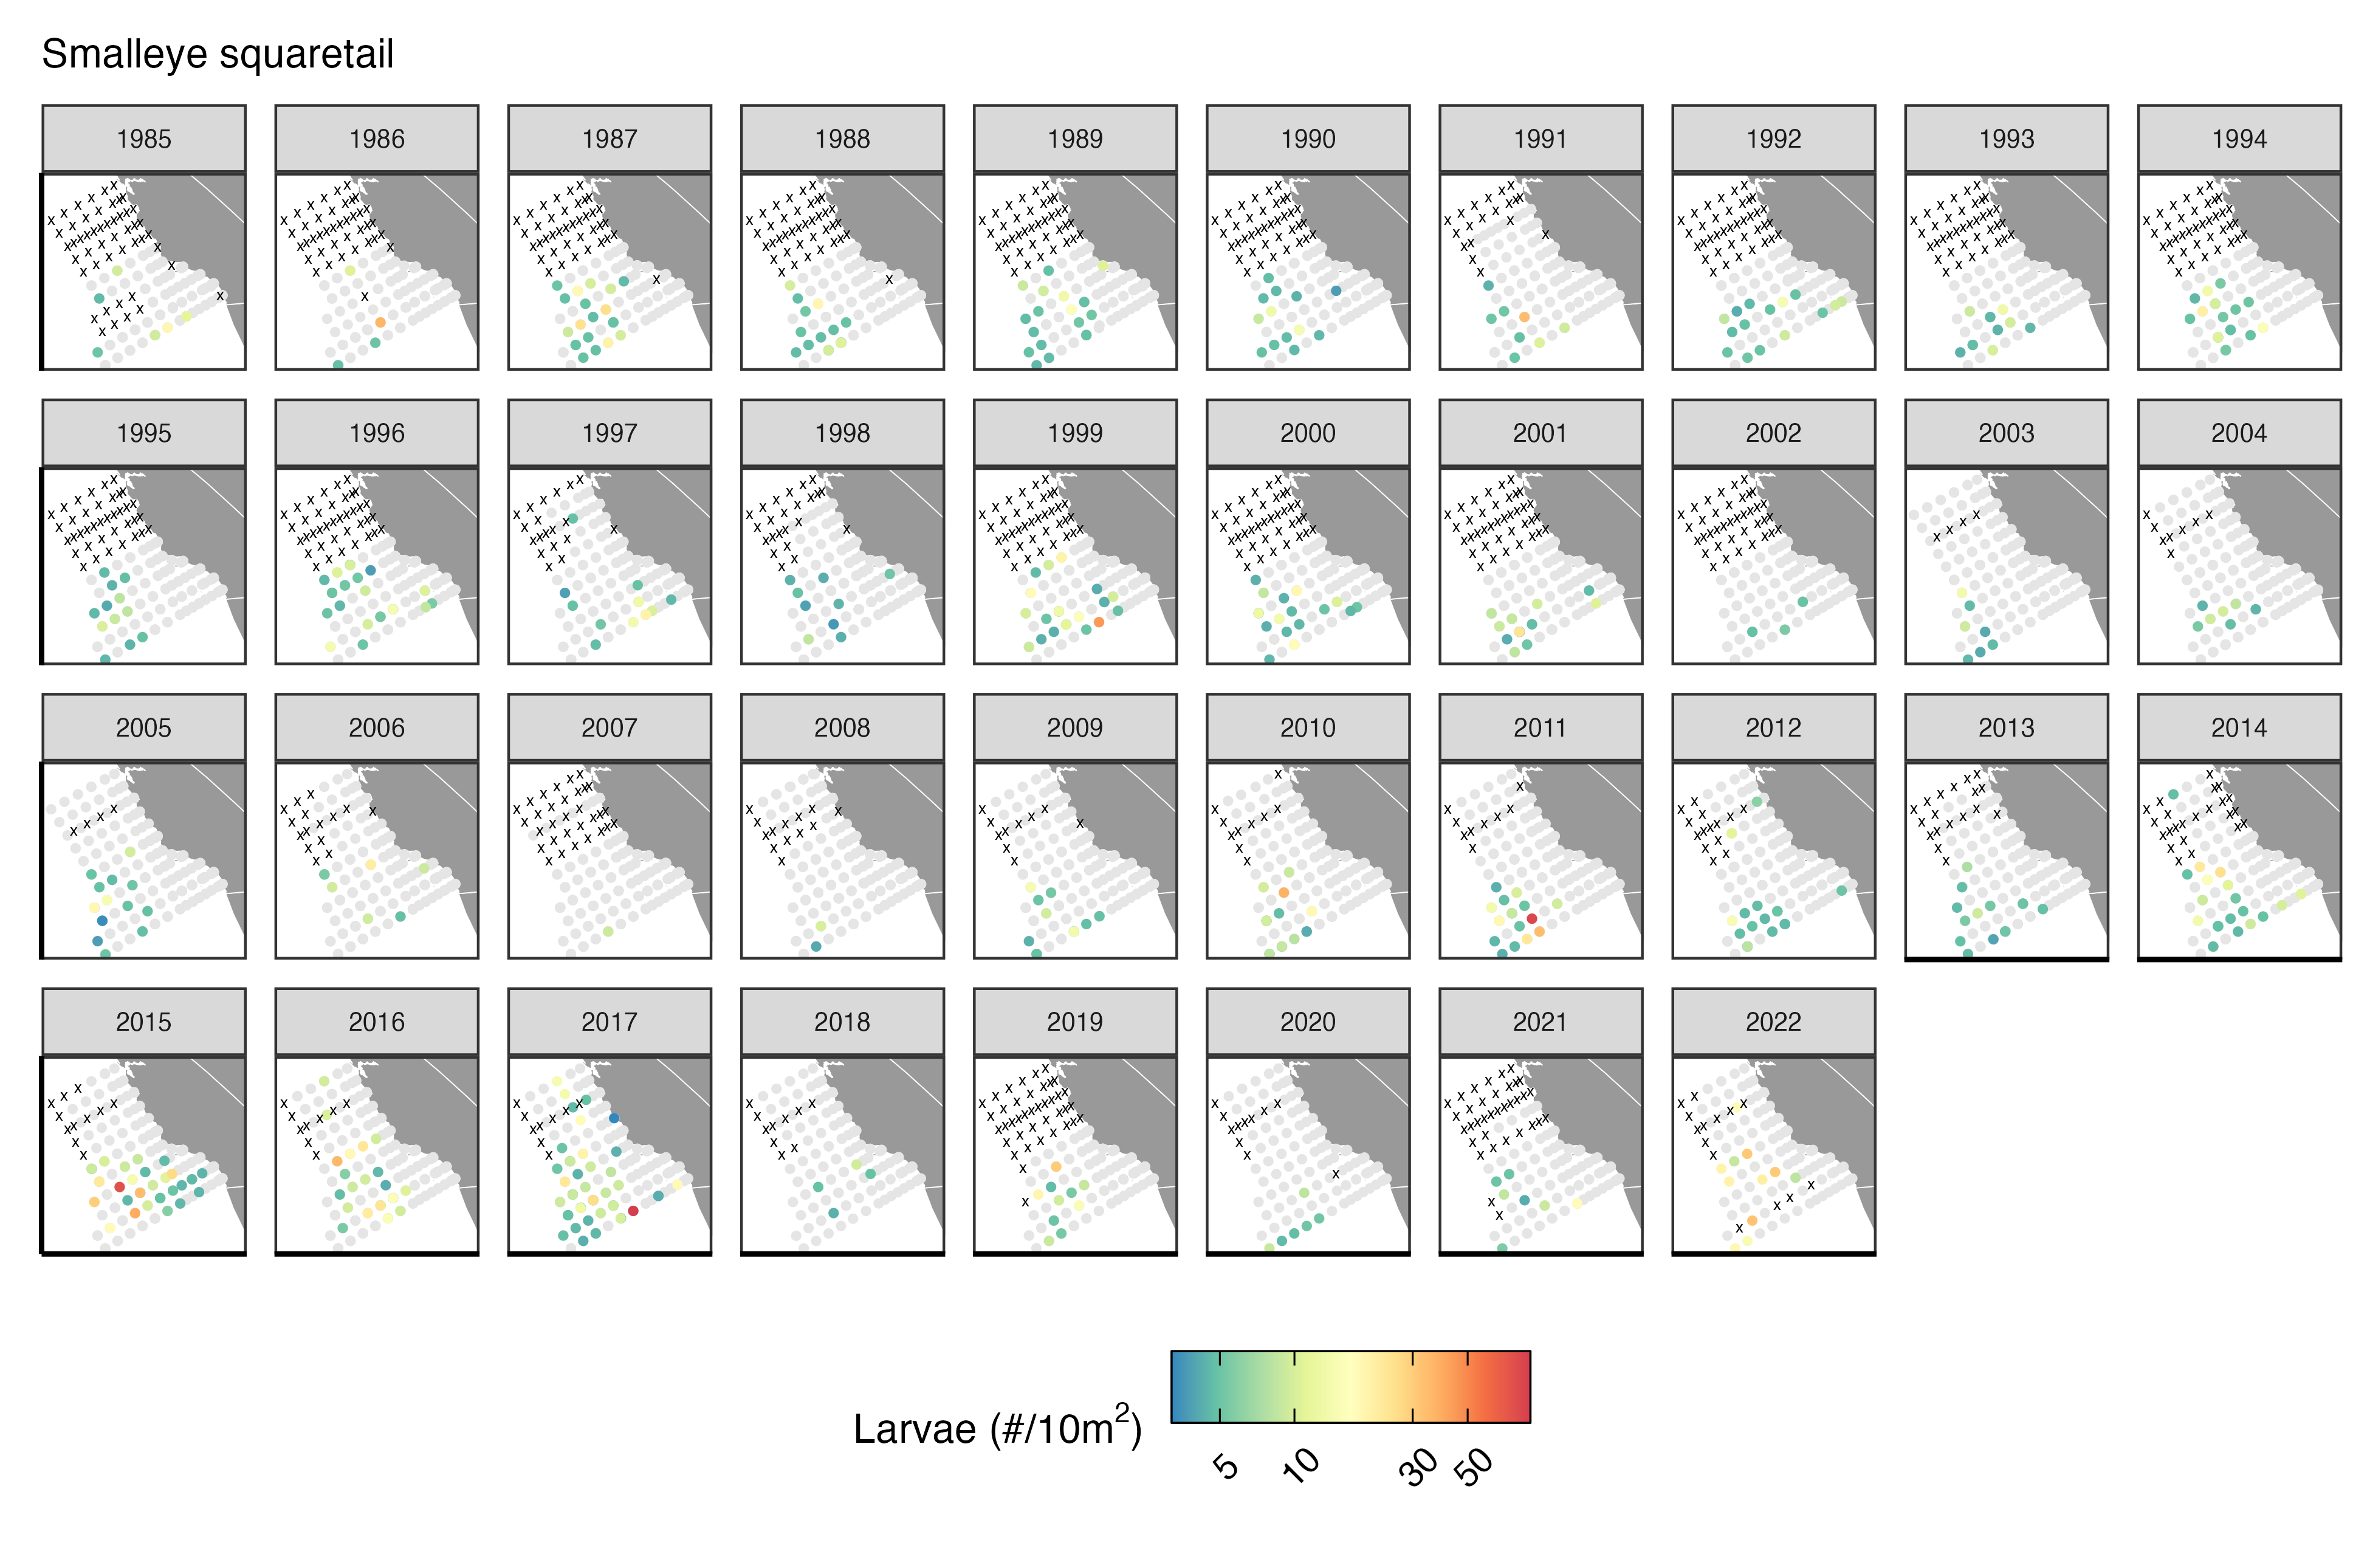 Smalleye squaretail
1985 1986 1987 1988 1989 1990 1991 1992 1993 1994
1995 1996 1997 1998 1999 2000 2001 2002 2003 2004
2005 2006 2007 2008 2009 2010 2011 2012 2013 2014
2015 2016 2017 2018 2019 2020 2021 2022
Larvae (#/10m²)
5 10 30 50